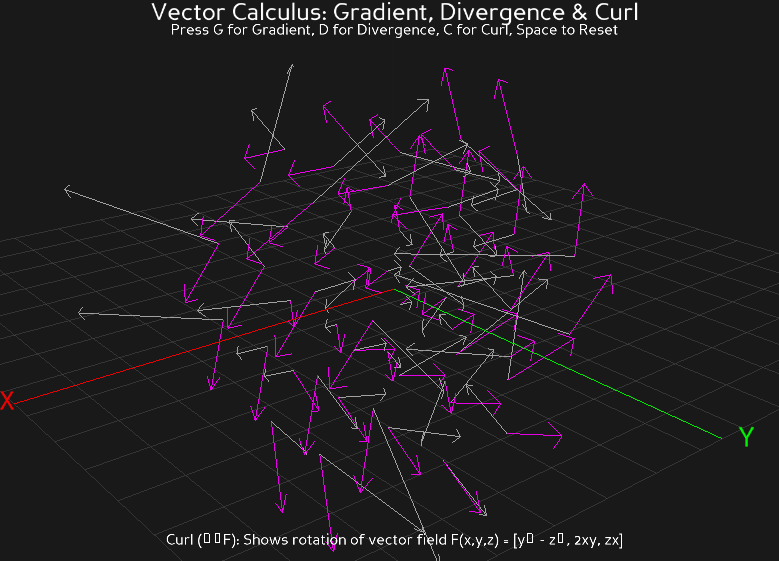 Vector Calculus: Gradient, Divergence & Curl
Press G for Gradient, D for Divergence, C for Curl, Space to Reset
X
Y
Curl (▯ ▯F): Shows rotation of vector field F(x,y,z) = [y▯ - z▯, 2xy, zx]